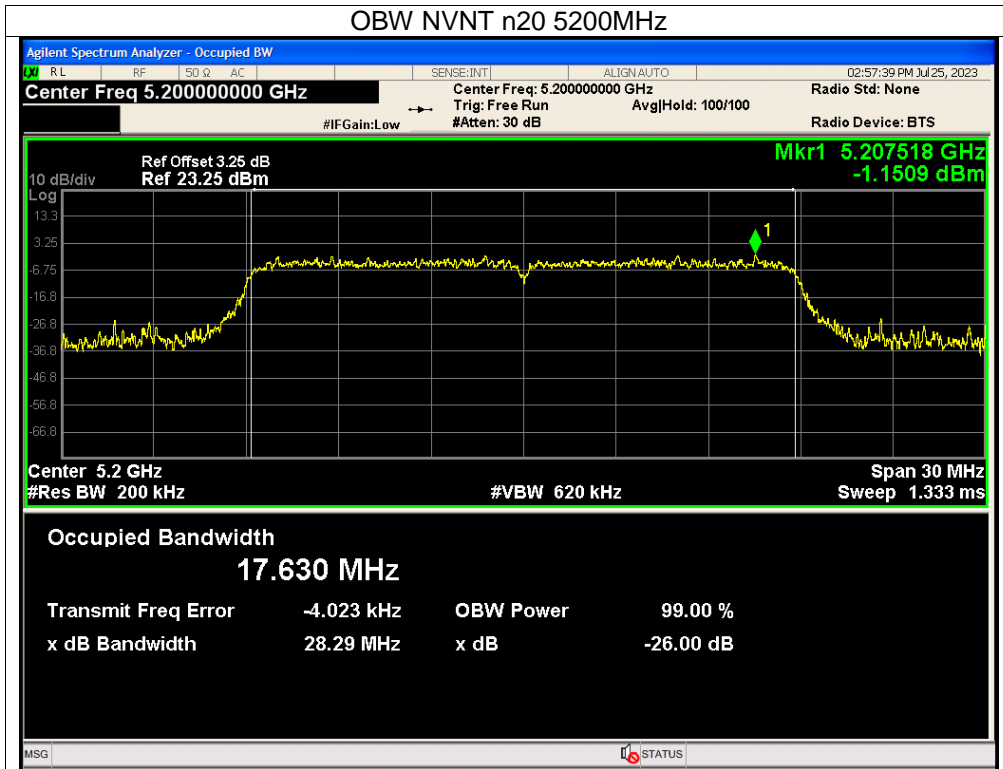 OBW NVNT n20 5200MHz
Agilent Spectrum Analyzer - Occupied BW
LXI RL RF 50 Ω AC SENSE:INT ALIGN AUTO 02:57:39 PM Jul 25, 2023
Center Freq 5.200000000 GHz Center Freq: 5.200000000 GHz Radio Std: None
Trig: Free Run Avg|Hold: 100/100
#IFGain:Low #Atten: 30 dB Radio Device: BTS
Mkr1 5.207518 GHz
-1.1509 dBm
Ref Offset 3.25 dB
10 dB/div Ref 23.25 dBm
Log
13.3
3.25
-6.75
-16.8
-26.8
-36.8
-46.8
-56.8
-66.8
1
Center 5.2 GHz Span 30 MHz
#Res BW 200 kHz #VBW 620 kHz Sweep 1.333 ms
Occupied Bandwidth
17.630 MHz
Transmit Freq Error -4.023 kHz OBW Power 99.00 %
x dB Bandwidth 28.29 MHz x dB -26.00 dB
MSG STATUS